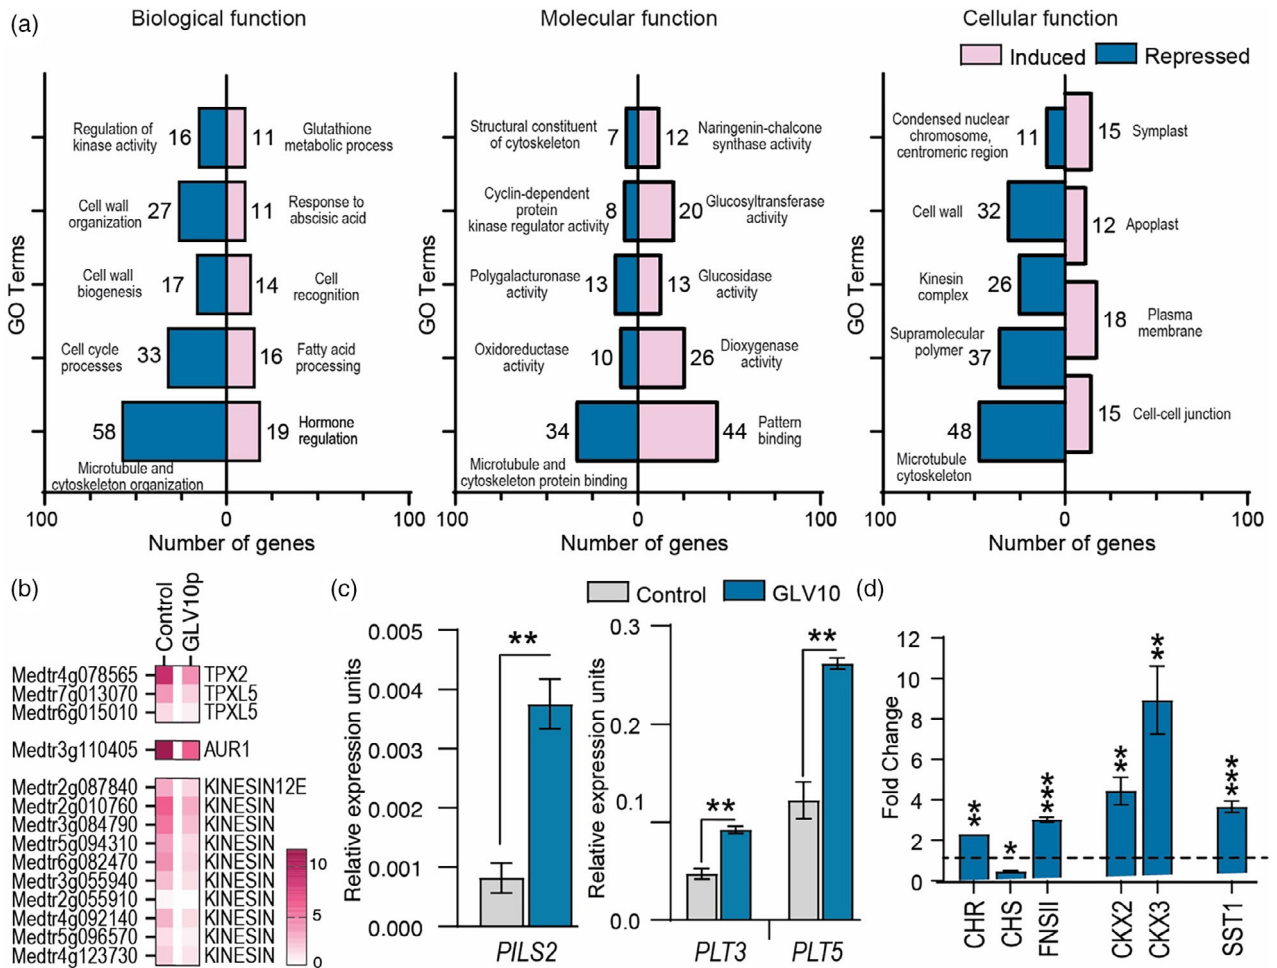 (a)
Biological function
Molecular function
Cellular function
Induced
Repressed
GO Terms
Regulation of
kinase activity
16
11
Glutathione
metabolic process
Cell wall
organization
27
11
Response to
abscisic acid
Cell wall
biogenesis
17
14
Cell
recognition
Cell cycle
processes
33
16
Fatty acid
processing
58
19
Hormone
regulation
Microtubule and
cytoskeleton organization
100
0
100
Number of genes
GO Terms
Structural constituent
of cytoskeleton
7
12
Naringenin-chalcone
synthase activity
Cyclin-dependent
protein
kinase regulator activity
8
20
Glucosyltransferase
activity
Polygalacturonase
activity
13
13
Glucosidase
activity
Oxidoreductase
activity
10
26
Dioxygenase
activity
34
44
Pattern
binding
Microtubule and
cytoskeleton protein binding
100
0
100
Number of genes
GO Terms
Condensed nuclear
chromosome,
centromeric region
11
15
Symplast
Cell wall
32
12
Apoplast
Kinesin
complex
26
18
Plasma
membrane
Supramolecular
polymer
37
15
Cell-cell junction
48
Microtubule
cytoskeleton
100
0
100
Number of genes
(b)
Control
GLV10p
Medtr4g078565 TPX2
Medtr7g013070 TPXL5
Medtr6g015010 TPXL5
Medtr3g110405 AUR1
Medtr2g087840 KINESIN12E
Medtr2g010760 KINESIN
Medtr3g084790 KINESIN
Medtr5g094310 KINESIN
Medtr6g082470 KINESIN
Medtr3g055940 KINESIN
Medtr2g055910 KINESIN
Medtr4g092140 KINESIN
Medtr5g096570 KINESIN
Medtr4g123730 KINESIN
10
5
0
(c)
Control
GLV10
Relative expression units
0.005
0.004
0.003
0.002
0.001
0.000
**
PILS2
Relative expression units
0.3
0.2
0.1
0.0
**
**
PLT3
PLT5
(d)
Fold Change
12
10
8
6
4
2
0
**
*
***
**
**
***
CHR
CHS
FNSII
CKX2
CKX3
SST1